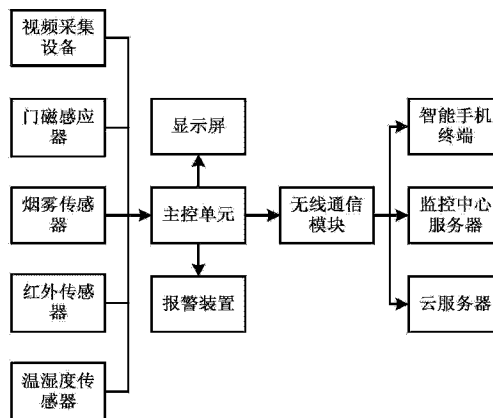 视频采集
设备
门磁感应
器
烟雾传感
器
红外传感
器
温湿度传
感器
显示屏
主控单元
报警装置
无线通信
模块
智能手机
终端
监控中心
服务器
云服务器